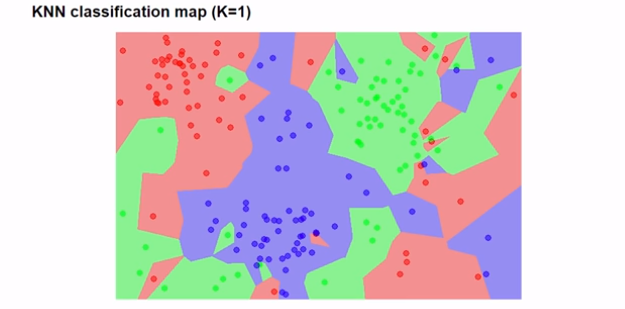 KNN classification map (K=1)